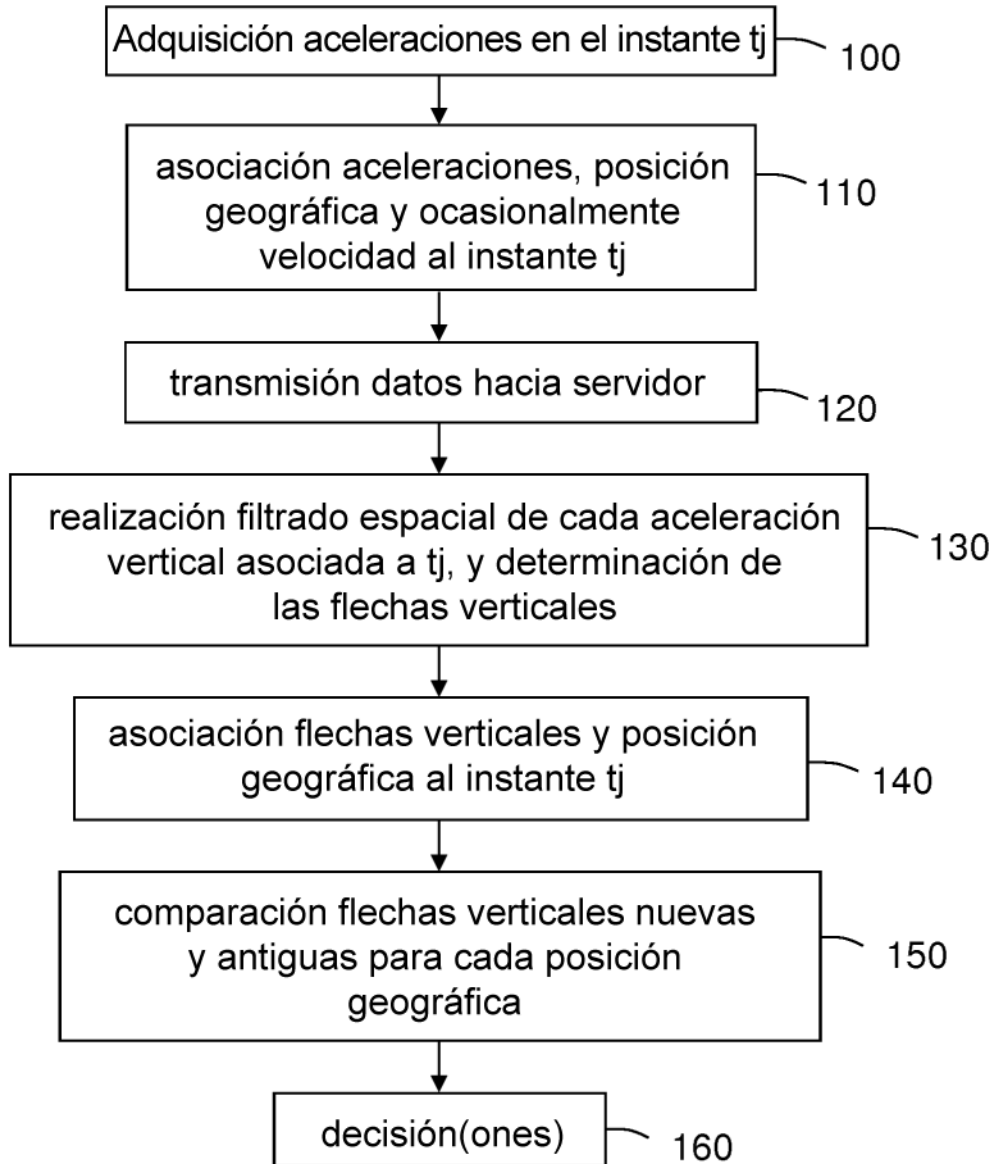 Adquisición aceleraciones en el instante tj
100
asociación aceleraciones, posición
geográfica y ocasionalmente
velocidad al instante tj
110
transmisión datos hacia servidor
120
realización filtrado espacial de cada aceleración
vertical asociada a tj, y determinación de
las flechas verticales
130
asociación flechas verticales y posición
geográfica al instante tj
140
comparación flechas verticales nuevas
y antiguas para cada posición
geográfica
150
decisión(ones)
160